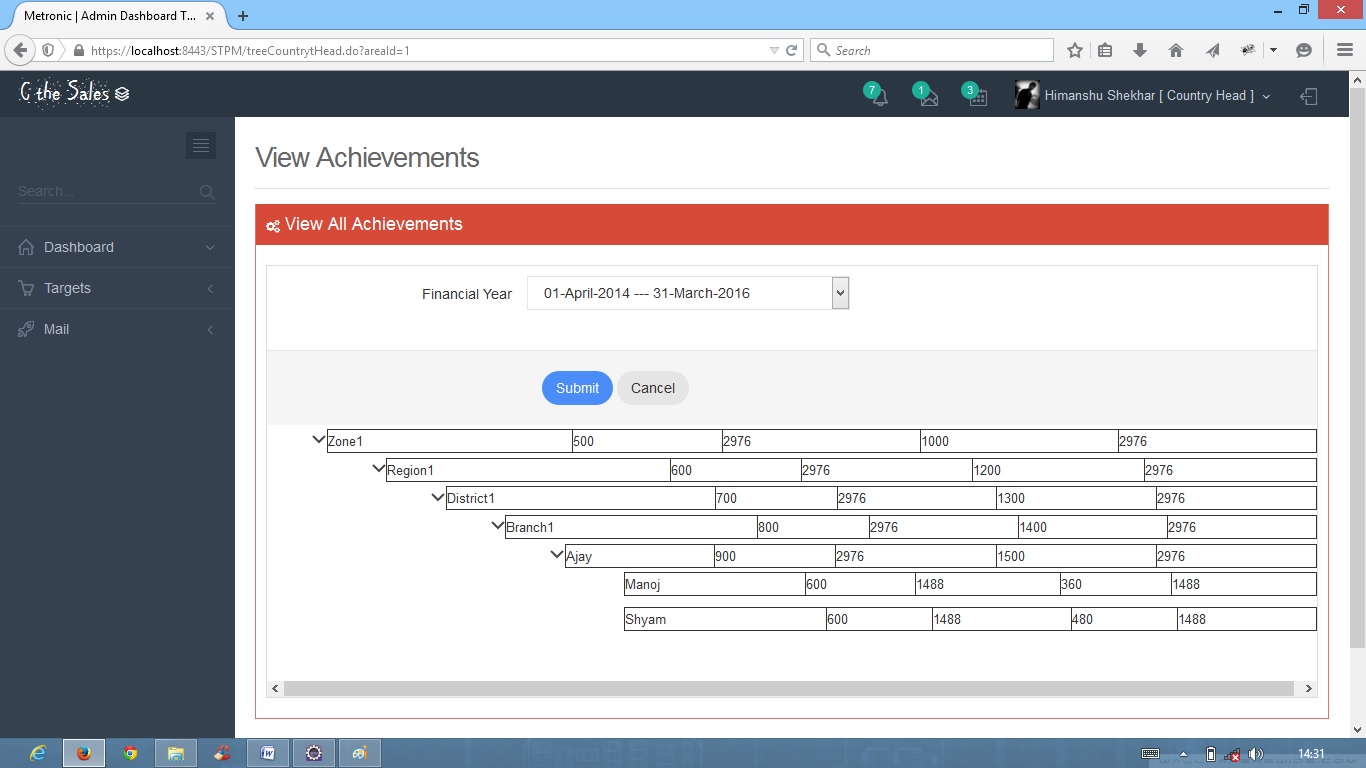 Metronic | Admin Dashboard T...
https://localhost:8443/STPM/treeCountrytHead.do?areaId=1
Search
C the Sales
7
1
3
Himanshu Shekhar [ Country Head ]
View Achievements
Search...
View All Achievements
Dashboard
Targets
Mail
Financial Year 01-April-2014 --- 31-March-2016
Submit Cancel
Zone1 500 2976 1000 2976
Region1 600 2976 1200 2976
District1 700 2976 1300 2976
Branch1 800 2976 1400 2976
Ajay 900 2976 1500 2976
Manoj 600 1488 360 1488
Shyam 600 1488 480 1488
14:31